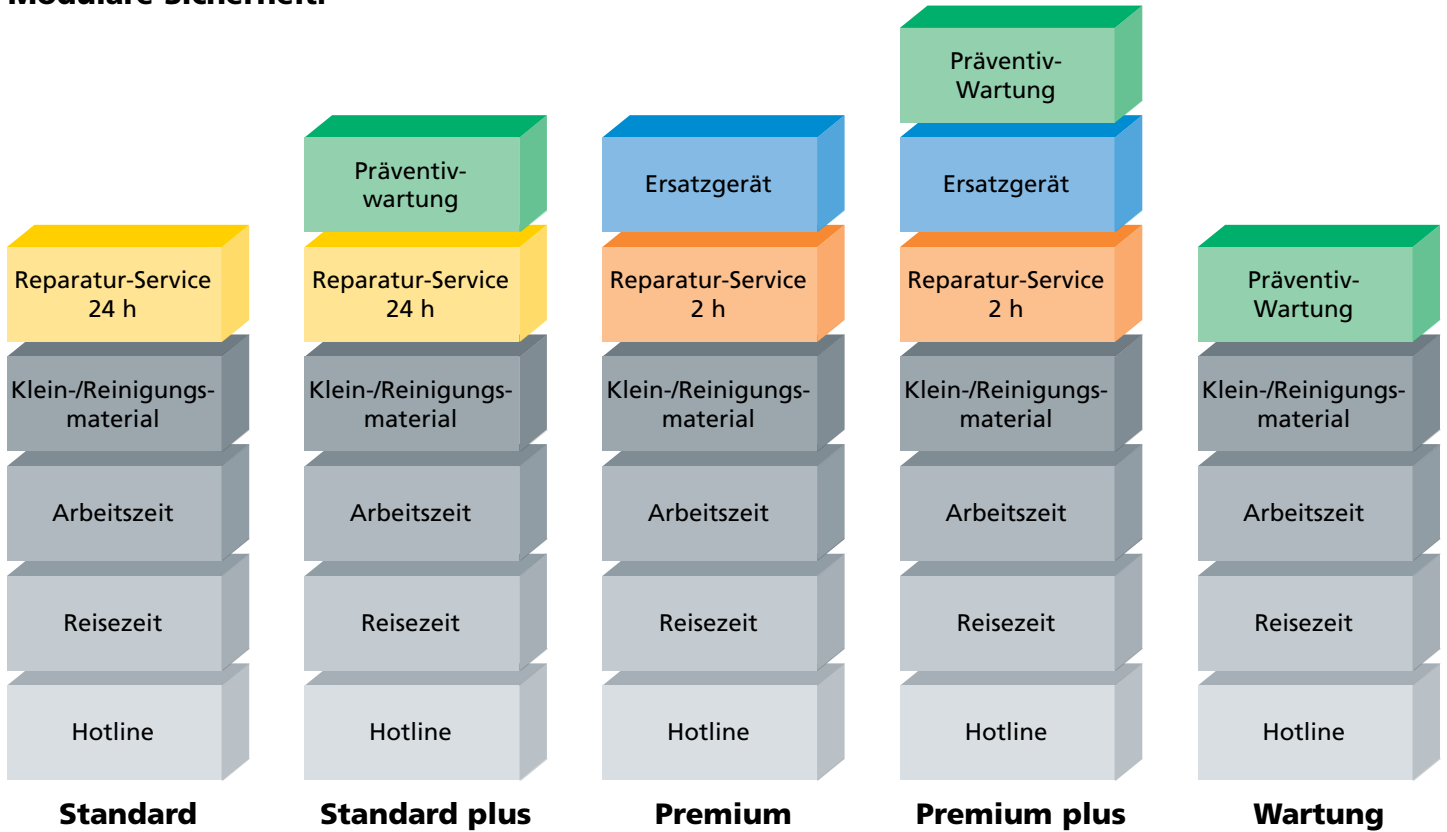 Modulare Sicherheit.
Präventiv-
Wartung
Präventiv-
wartung
Ersatzgerät
Ersatzgerät
Reparatur-Service
24 h
Reparatur-Service
24 h
Reparatur-Service
2 h
Reparatur-Service
2 h
Präventiv-
Wartung
Klein-/Reinigungs-
material
Klein-/Reinigungs-
material
Klein-/Reinigungs-
material
Klein-/Reinigungs-
material
Klein-/Reinigungs-
material
Arbeitszeit
Arbeitszeit
Arbeitszeit
Arbeitszeit
Arbeitszeit
Reisezeit
Reisezeit
Reisezeit
Reisezeit
Reisezeit
Hotline
Hotline
Hotline
Hotline
Hotline
Standard
Standard plus
Premium
Premium plus
Wartung